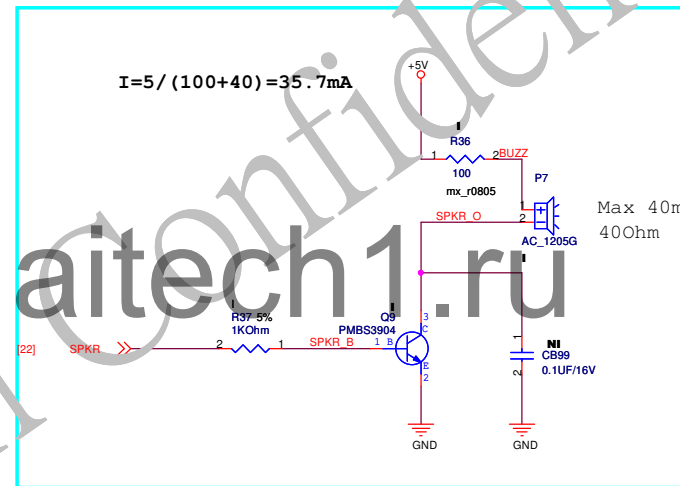 +5V
I=5/(100+40)=35.7mA
I
R36
1
2
BUZZ
100
P7
mx_r0805
1
2
SPKR_O
Max 40m
40Ohm
AC_1205G
I
aitech1.ru
Confiden
I
R37 5%
1KOhm
I
Q9
PMBS3904
3
C
[22]
SPKR
2
1
SPKR_B
1
B
E
2
1
NI
CB99
2
0.1UF/16V
GND
GND